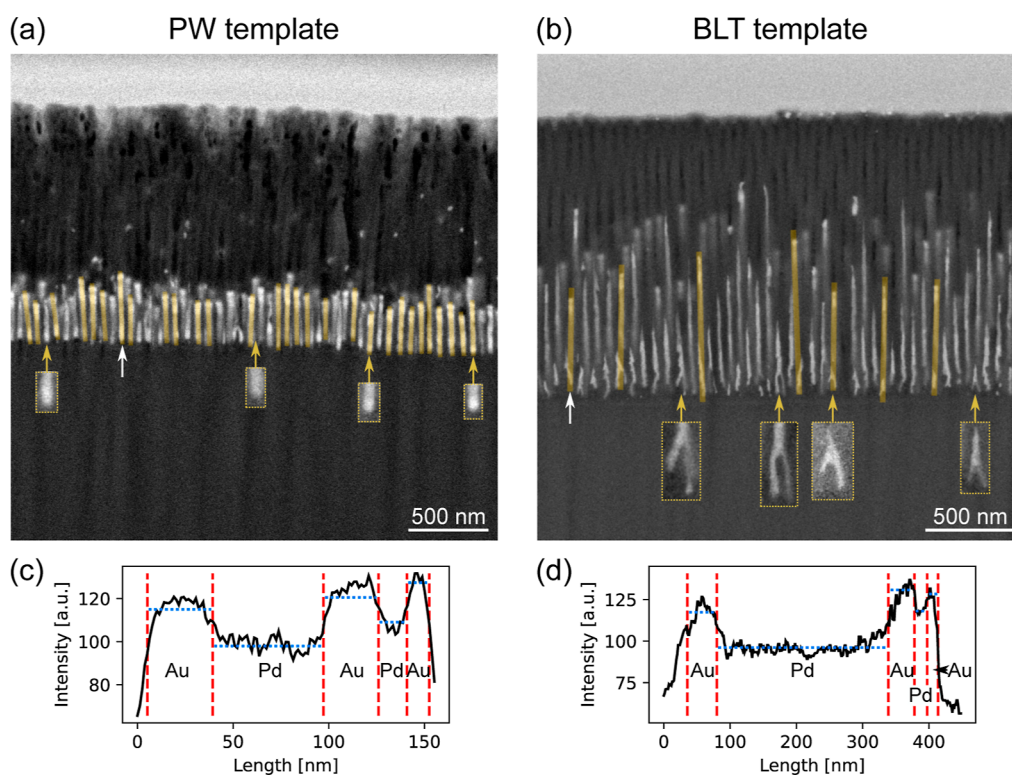 (a) PW template
(b) BLT template
500 nm
500 nm
(c)
Intensity [a.u.]
120
100
80
Au Pd Au Pd Au
0 50 100 150
Length [nm]
(d)
Intensity [a.u.]
125
100
75
Au Pd Au Pd Au
0 100 200 300 400
Length [nm]